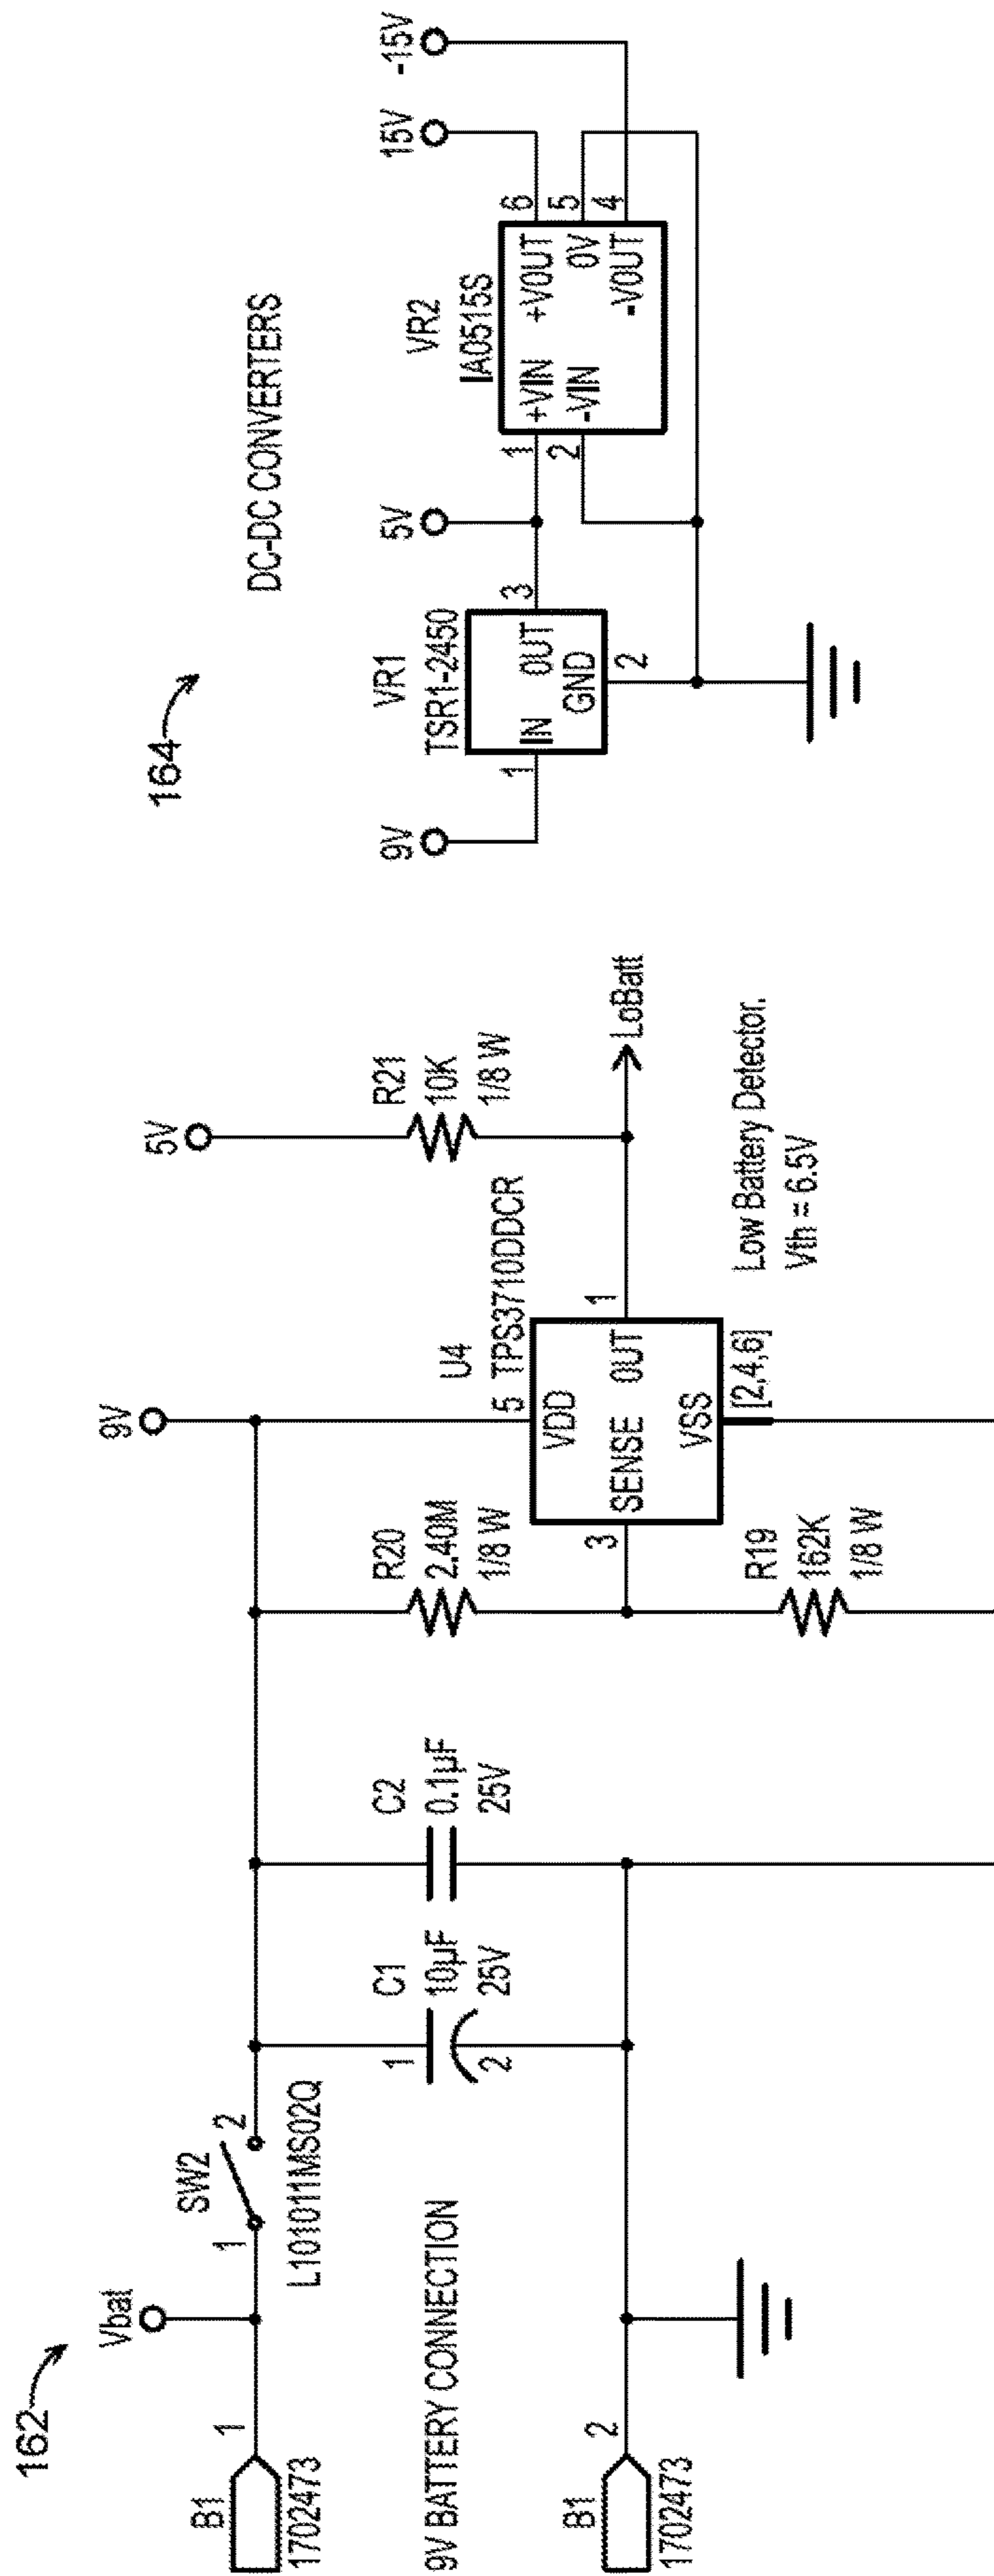 162
Vbat
B1
1702473
1
SW2
1
2
L101011MS02Q
9V BATTERY CONNECTION
B1
1702473
2
C1
10µF
25V
1
2
C2
0.1µF
25V
9V
R20
2.40M
1/8 W
R19
162K
1/8 W
U4
5 TPS3710DDCR
VDD
SENSE OUT
VSS
3
1
[2,4,6]
5V
R21
10K
1/8 W
LoBatt
Low Battery Detector.
Vth = 6.5V
164
DC-DC CONVERTERS
9V
VR1
TSR1-2450
IN OUT
GND
1
3
2
5V
VR2
IA0515S
+VIN +VOUT
-VIN 0V
-VOUT
1
2
6
5
4
15V
-15V